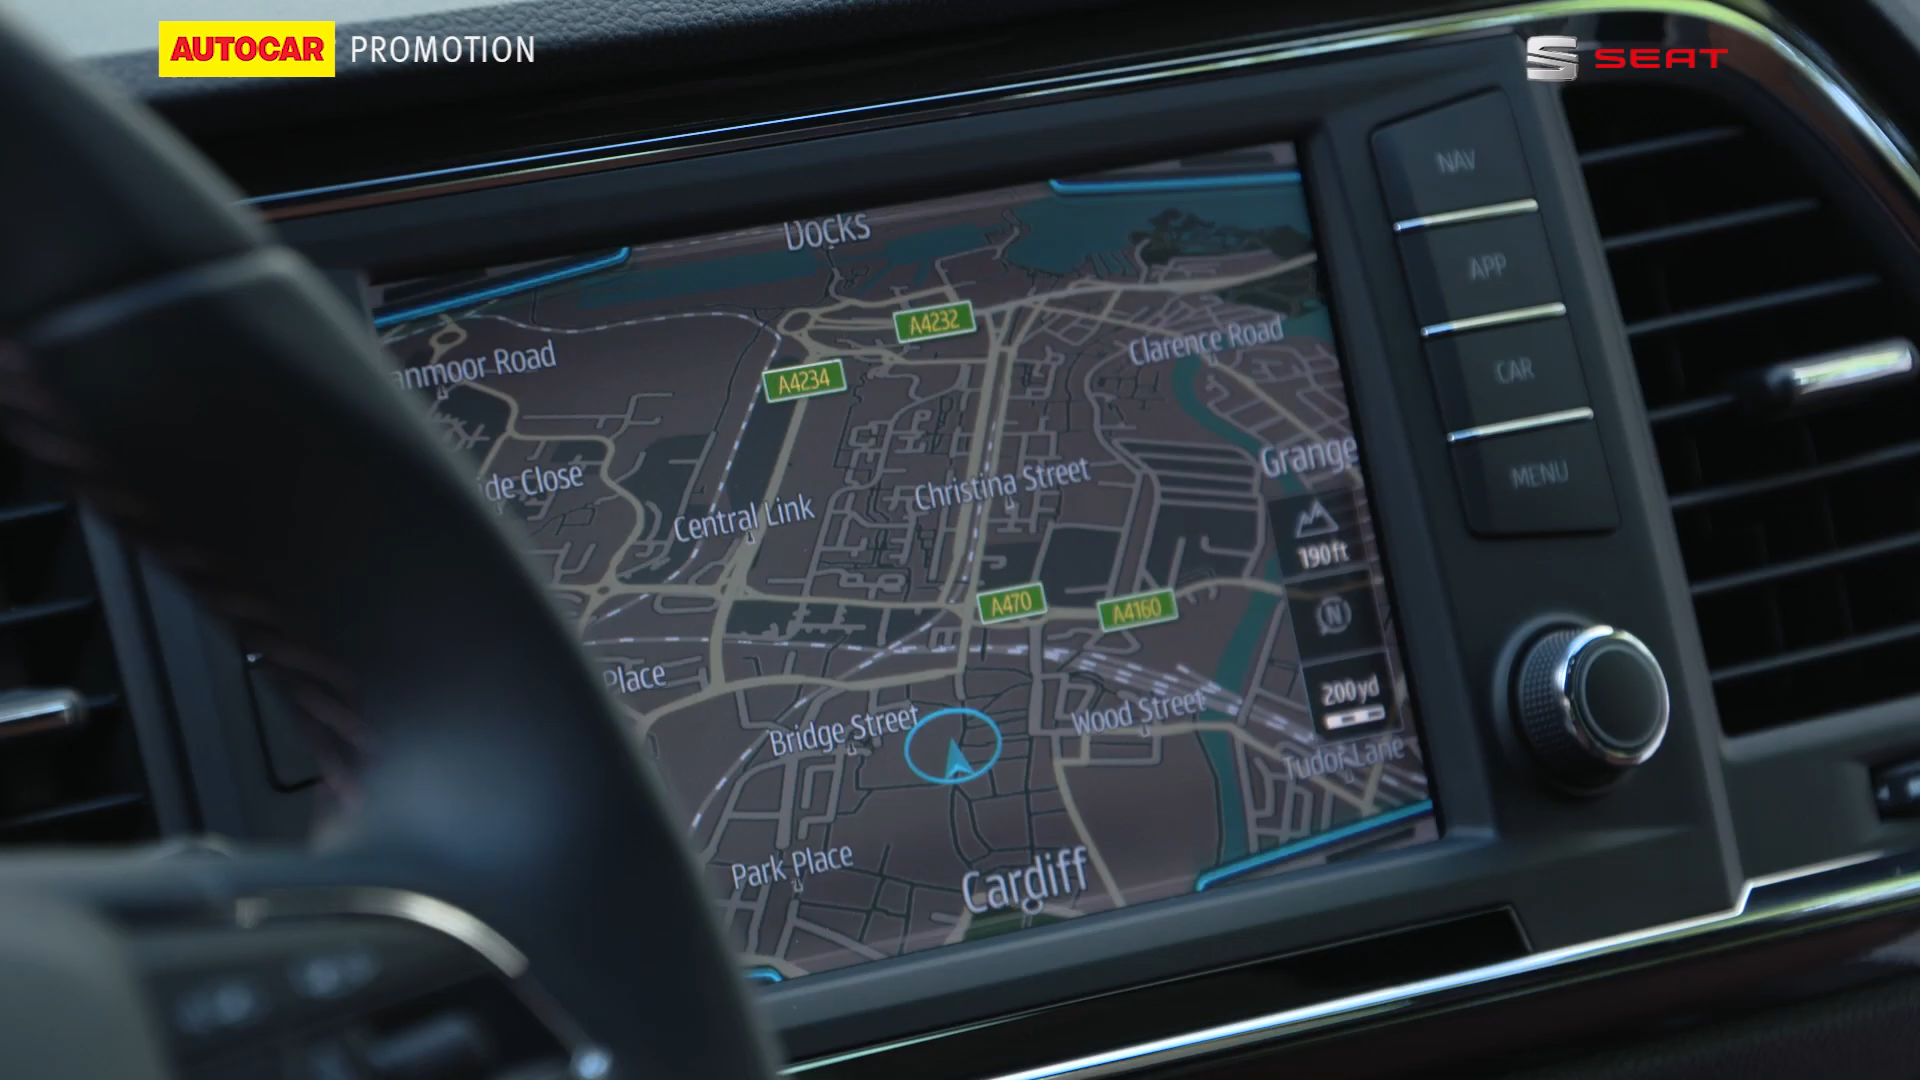 AUTOCAR PROMOTION
SEAT
NAV
APP
CAR
MENU
Docks
A4232
Clarence Road
anmoor Road
A4234
Grange
ide Close
Christina Street
Central Link
190ft
N
A470
A4160
Place
200yd
Bridge Street
Wood Street
Tudor Lane
Park Place
Cardiff